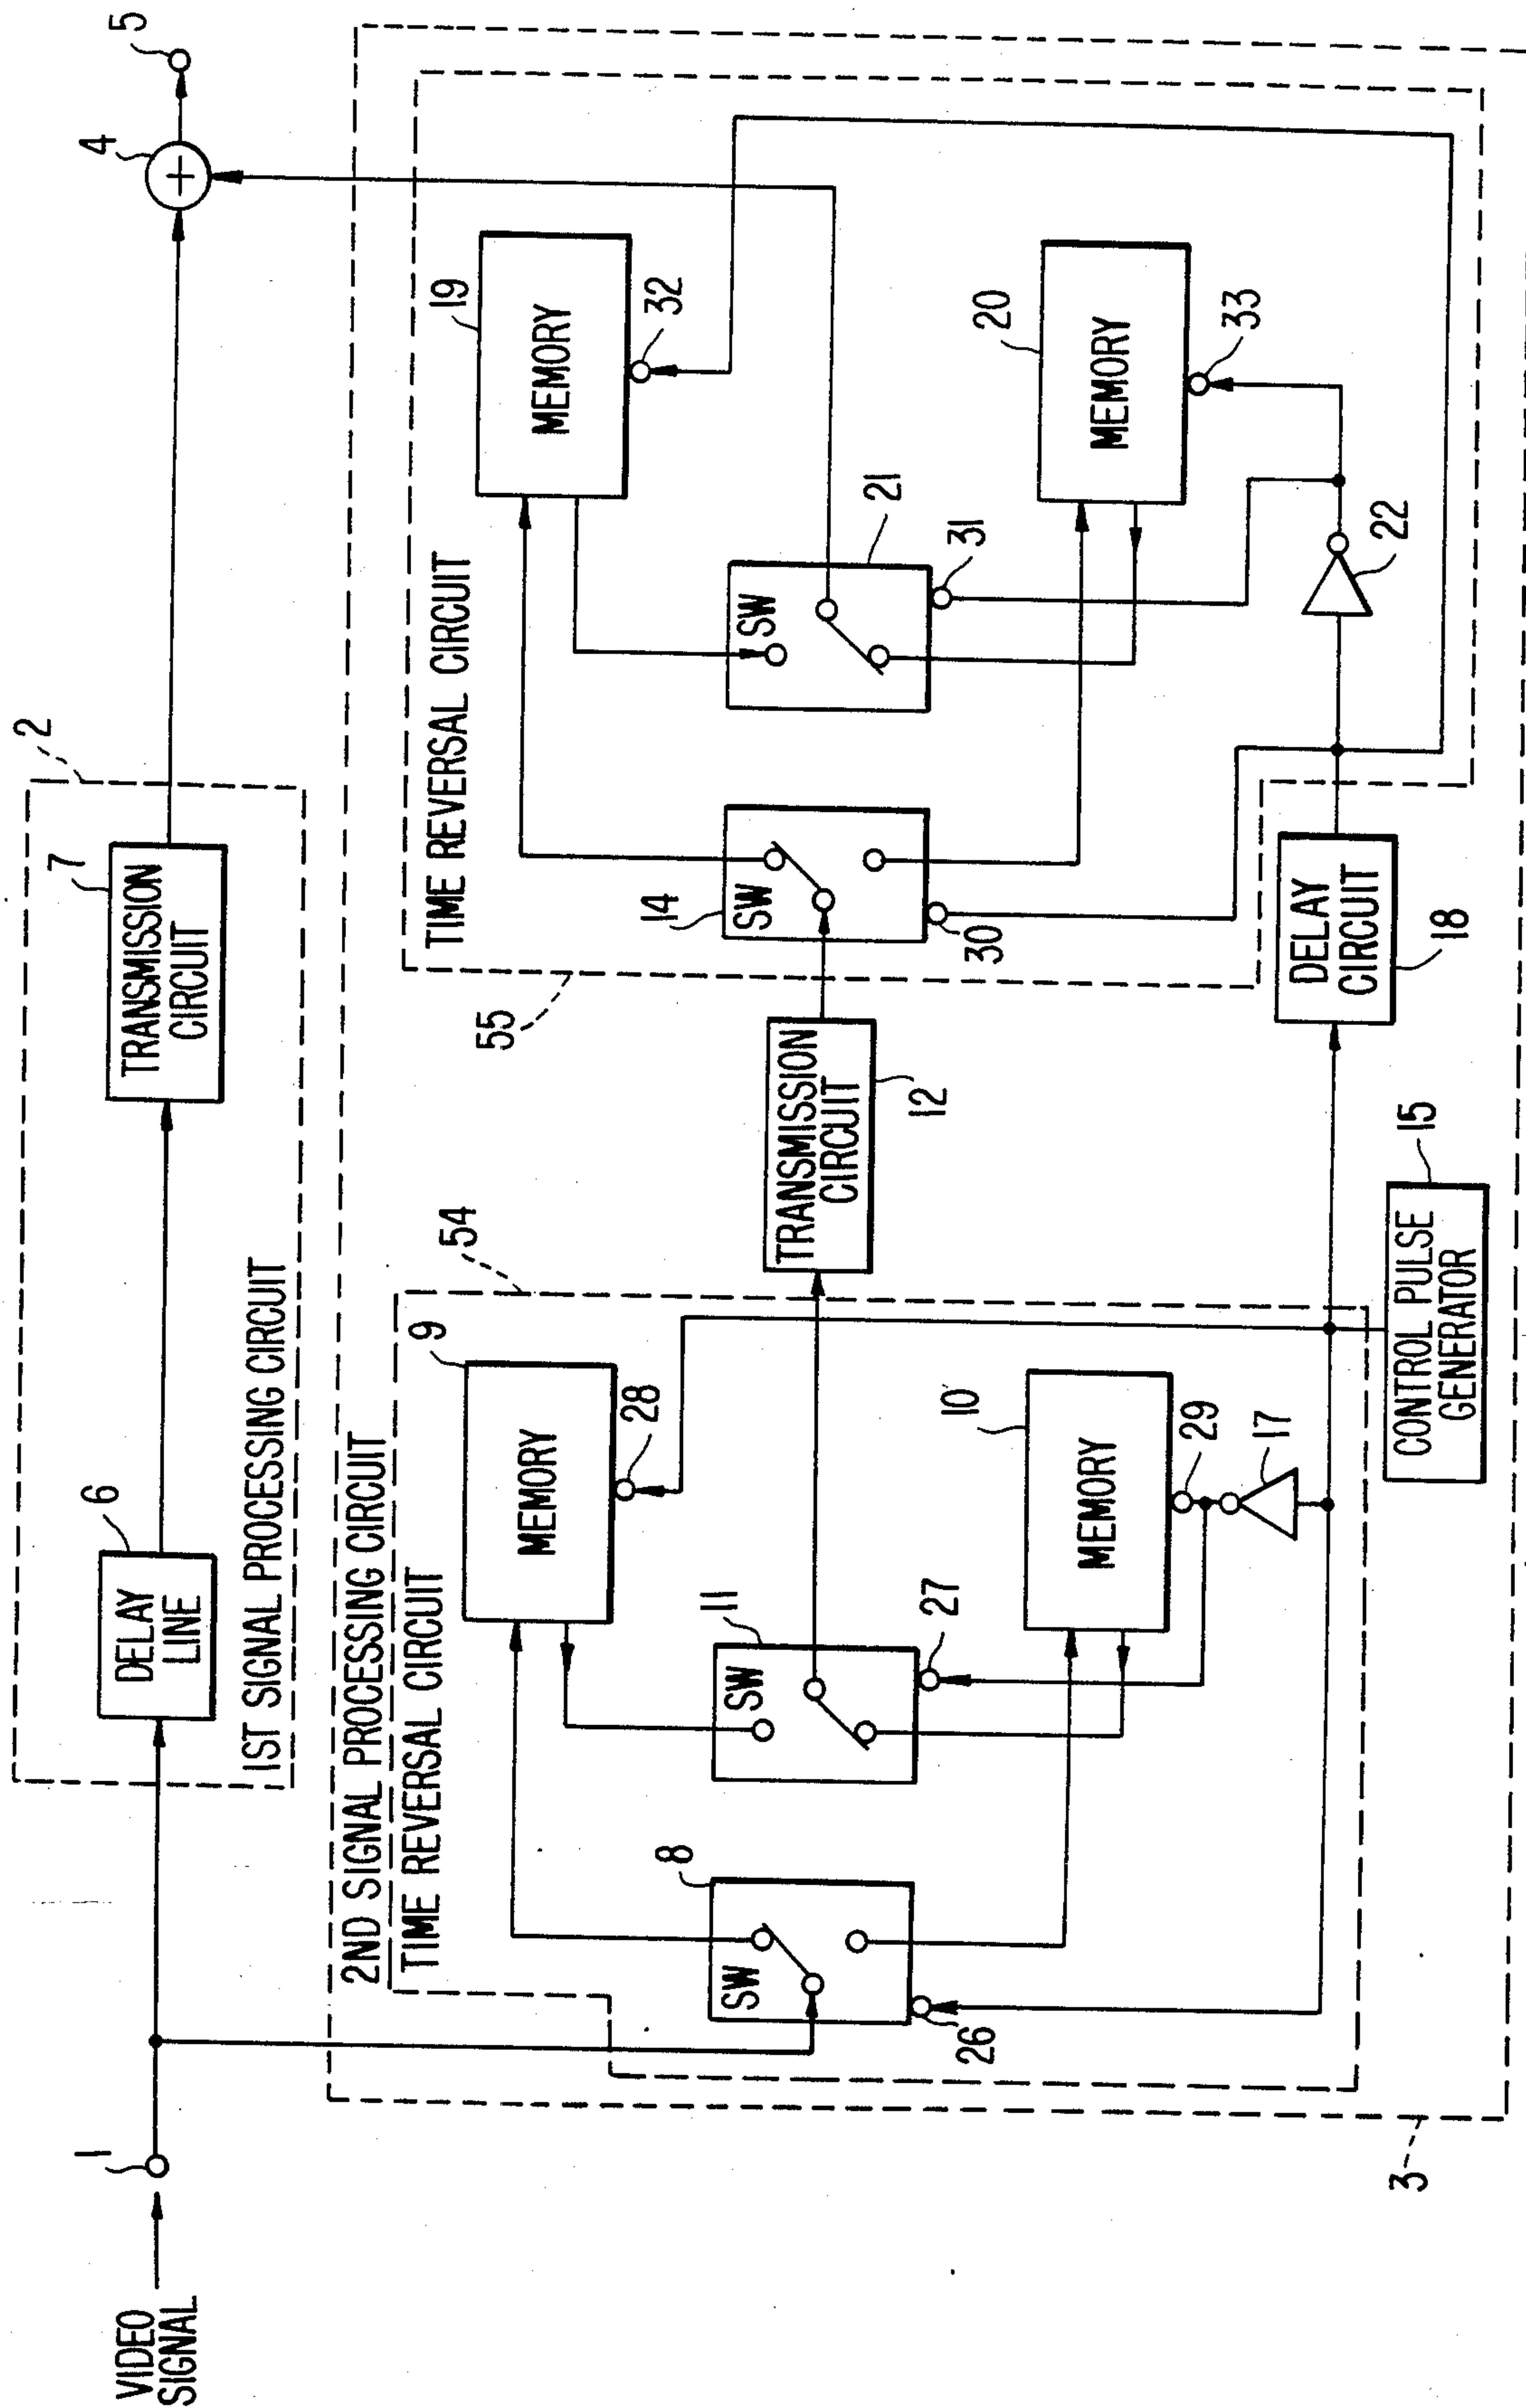 VIDEO
SIGNAL
1
2
6
DELAY
LINE
7
TRANSMISSION
CIRCUIT
1ST SIGNAL PROCESSING CIRCUIT
4
5
2ND SIGNAL PROCESSING CIRCUIT
TIME REVERSAL CIRCUIT
54
9
MEMORY
28
8
SW
26
11
SW
27
10
MEMORY
29
17
TRANSMISSION
CIRCUIT
12
CONTROL PULSE
GENERATOR
15
3
55
TIME REVERSAL CIRCUIT
19
MEMORY
32
14
SW
30
SW
21
31
20
MEMORY
33
22
DELAY
CIRCUIT
18